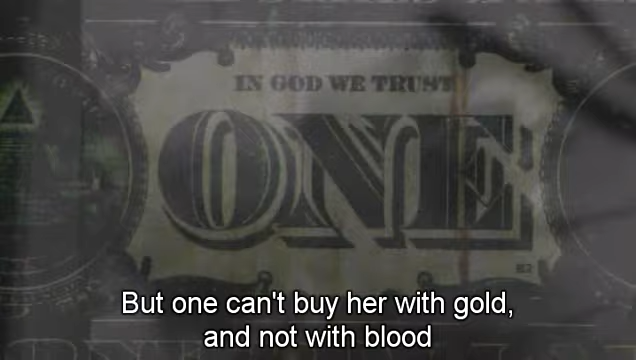 IN GOD WE TRUST
ONE
But one can't buy her with gold,
and not with blood